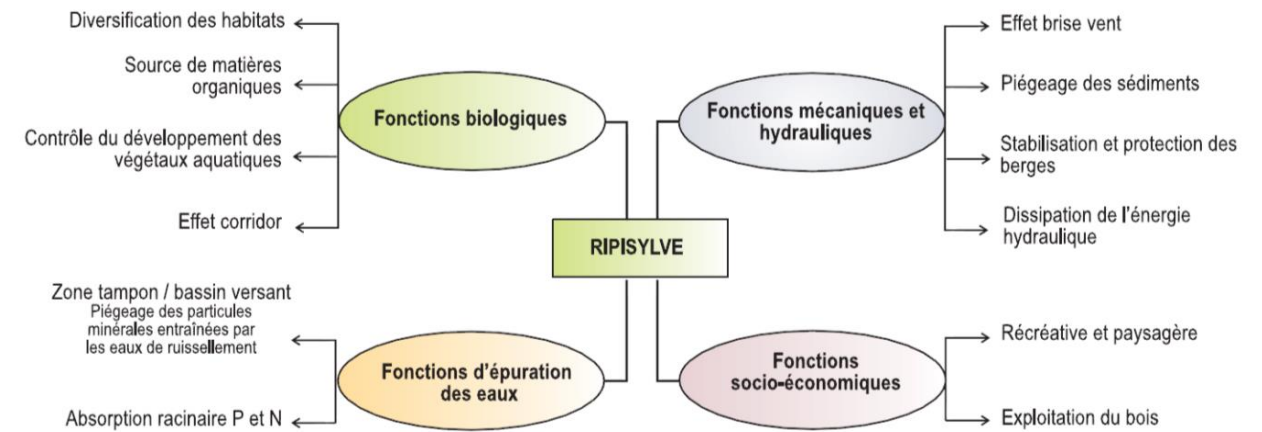 Diversification des habitats
Source de matières
organiques
Contrôle du développement des
végétaux aquatiques
Effet corridor
Fonctions biologiques
Fonctions mécaniques et
hydrauliques
Effet brise vent
Piégeage des sédiments
Stabilisation et protection des
berges
Dissipation de l'énergie
hydraulique
RIPISYLVE
Zone tampon / bassin versant
Piégeage des particules
minérales entraînées par
les eaux de ruissellement
Absorption racinaire P et N
Fonctions d'épuration
des eaux
Fonctions
socio-économiques
Récréative et paysagère
Exploitation du bois